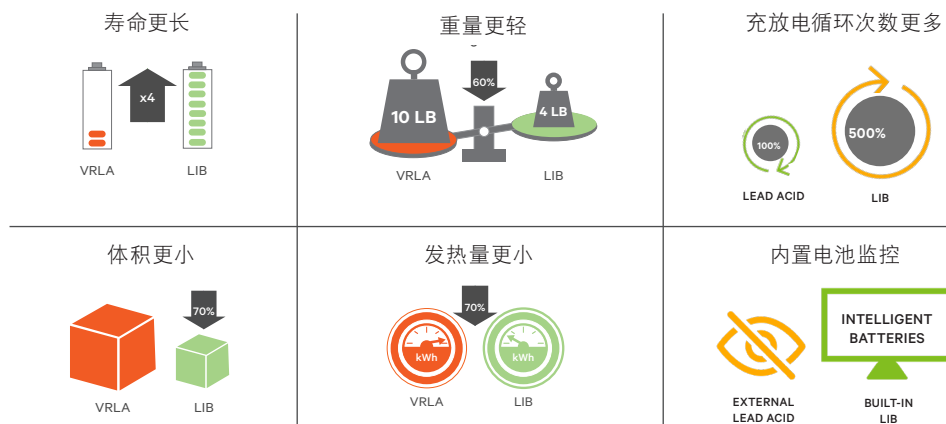 寿命更长
x4
VRLA
LIB
重量更轻
60%
10 LB
4 LB
VRLA
LIB
充放电循环次数更多
100%
500%
LEAD ACID
LIB
体积更小
70%
VRLA
LIB
发热量更小
70%
kWh
kWh
VRLA
LIB
内置电池监控
INTELLIGENT
BATTERIES
EXTERNAL
LEAD ACID
BUILT-IN
LIB